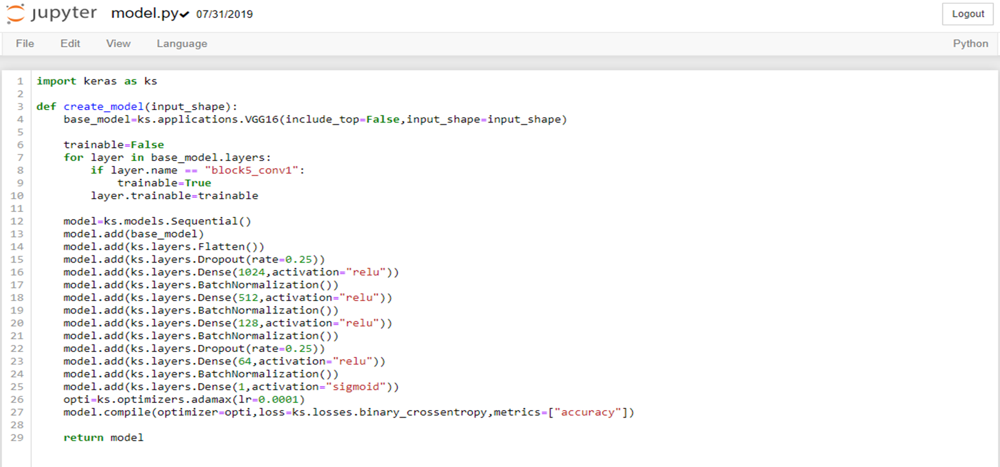 jupyter model.py✔ 07/31/2019 Logout
File Edit View Language Python
1 import keras as ks
2
3 def create_model(input_shape):
4     base_model=ks.applications.VGG16(include_top=False,input_shape=input_shape)
5
6     trainable=False
7     for layer in base_model.layers:
8         if layer.name == "block5_conv1":
9             trainable=True
10         layer.trainable=trainable
11
12     model=ks.models.Sequential()
13     model.add(base_model)
14     model.add(ks.layers.Flatten())
15     model.add(ks.layers.Dropout(rate=0.25))
16     model.add(ks.layers.Dense(1024,activation="relu"))
17     model.add(ks.layers.BatchNormalization())
18     model.add(ks.layers.Dense(512,activation="relu"))
19     model.add(ks.layers.BatchNormalization())
20     model.add(ks.layers.Dense(128,activation="relu"))
21     model.add(ks.layers.BatchNormalization())
22     model.add(ks.layers.Dropout(rate=0.25))
23     model.add(ks.layers.Dense(64,activation="relu"))
24     model.add(ks.layers.BatchNormalization())
25     model.add(ks.layers.Dense(1,activation="sigmoid"))
26     opti=ks.optimizers.adamax(lr=0.0001)
27     model.compile(optimizer=opti,loss=ks.losses.binary_crossentropy,metrics=["accuracy"])
28
29     return model